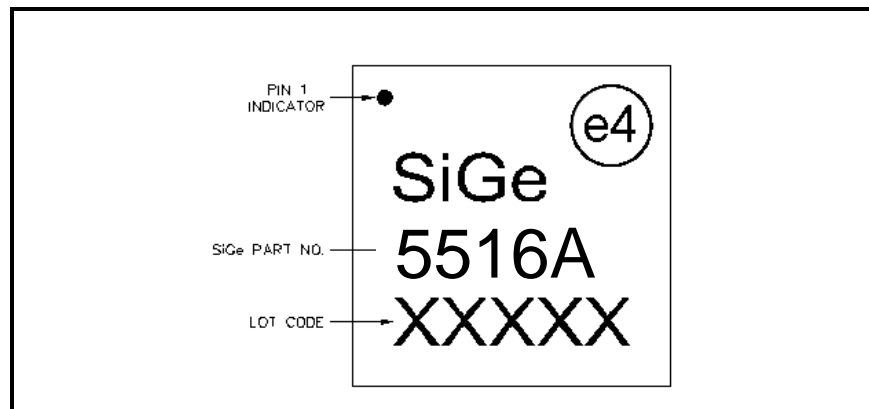 PIN 1
INDICATOR
e4
SiGe
SiGe PART NO.
5516A
LOT CODE
XXXXX